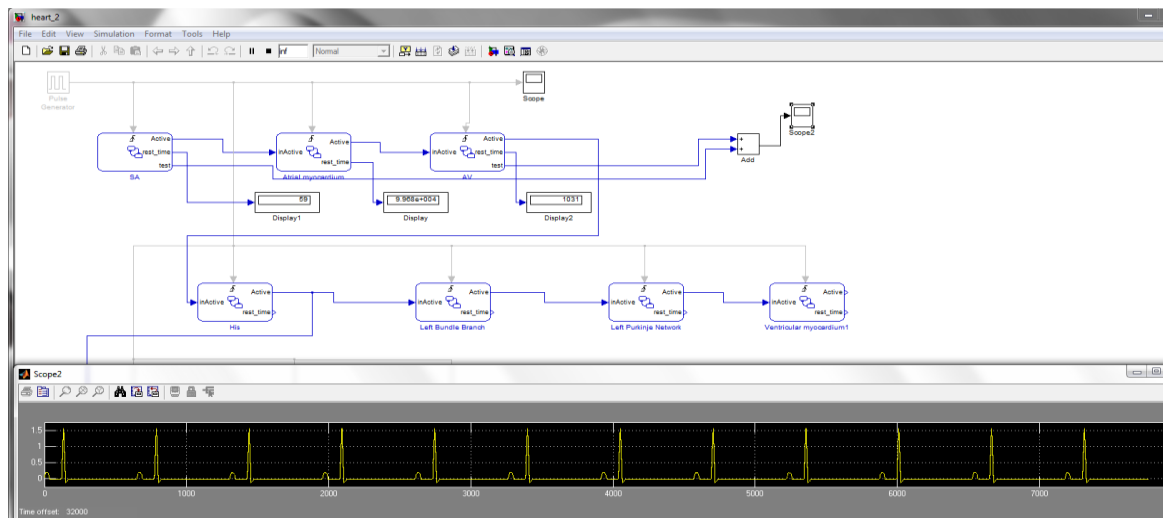 heart_2
File Edit View Simulation Format Tools Help
inf Normal
Pulse
Generator
Scope
Scope2
Active
rest_time
test
SA
inActive
Active
rest_time
Atrial myocardium
inActive
Active
rest_time
test
AV
+
+
Add
59
Display1
9.968e+004
Display
1031
Display2
inActive
Active
rest_time
His
inActive
Active
rest_time
Left Bundle Branch
inActive
Active
rest_time
Left Purkinje Network
inActive
Active
rest_time
Ventricular myocardium1
Scope2
1.5
1
0.5
0
0 1000 2000 3000 4000 5000 6000 7000
Time offset: 32000